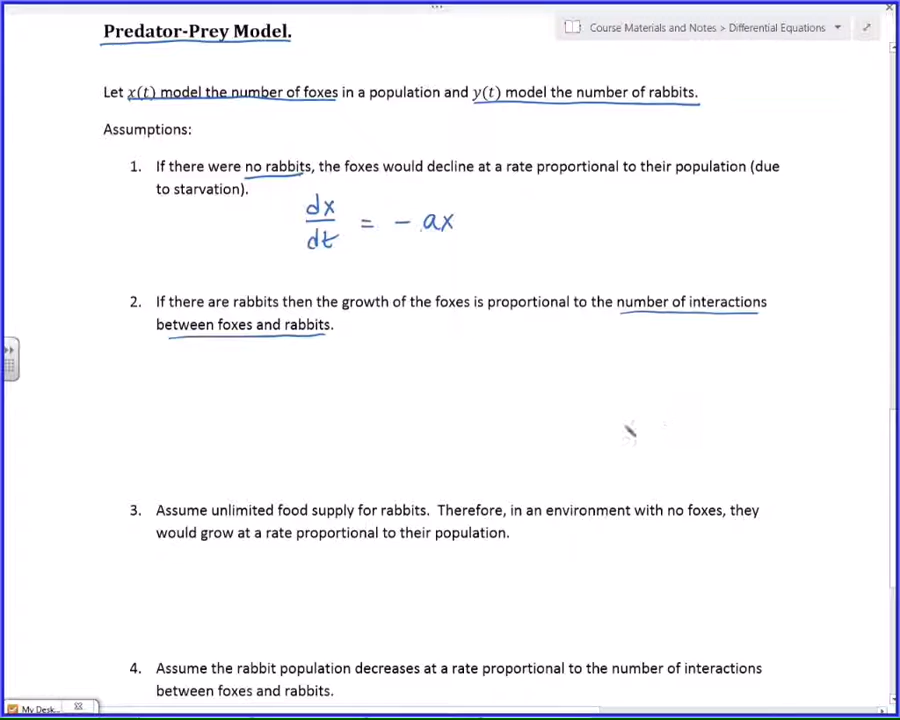 Predator-Prey Model.
Course Materials and Notes > Differential Equations
Let x(t) model the number of foxes in a population and y(t) model the number of rabbits.
Assumptions:
1. If there were no rabbits, the foxes would decline at a rate proportional to their population (due
to starvation).
dx/dt = - ax
2. If there are rabbits then the growth of the foxes is proportional to the number of interactions
between foxes and rabbits.
3. Assume unlimited food supply for rabbits. Therefore, in an environment with no foxes, they
would grow at a rate proportional to their population.
4. Assume the rabbit population decreases at a rate proportional to the number of interactions
between foxes and rabbits.
My Desk...